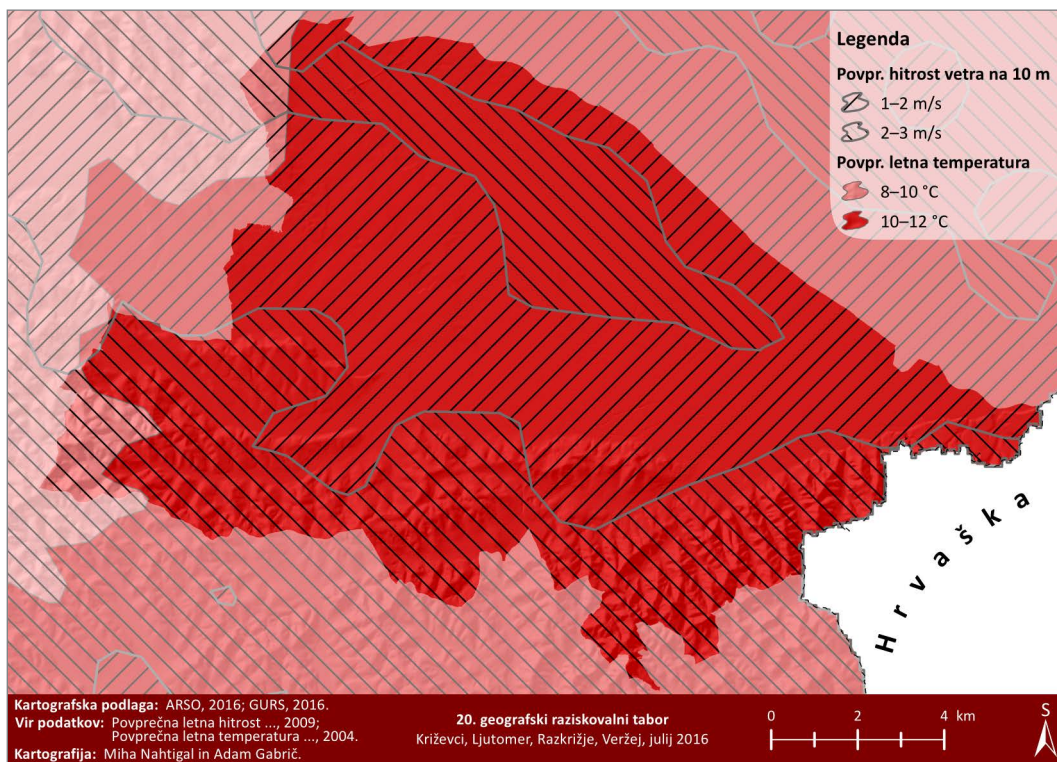 Legenda
Povpr. hitrost vetra na 10 m
1–2 m/s
2–3 m/s
Povpr. letna temperatura
8–10 °C
10–12 °C
Hrvaška
Kartografska podlaga: ARSO, 2016; GURS, 2016.
Vir podatkov: Povprečna letna hitrost ..., 2009;
Povprečna letna temperatura ..., 2004.
Kartografija: Miha Nahtigal in Adam Gabrič.
20. geografski raziskovalni tabor
Križevci, Ljutomer, Razkrižje, Veržej, julij 2016
0 2 4 km
S